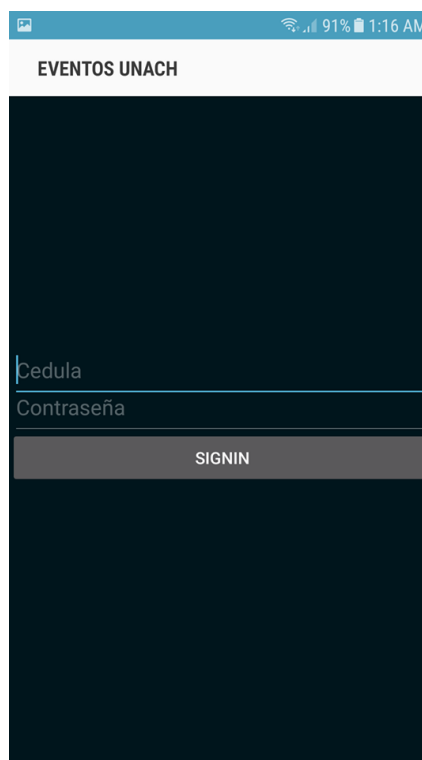 91% 1:16 AM
EVENTOS UNACH
Cedula
Contraseña
SIGNIN